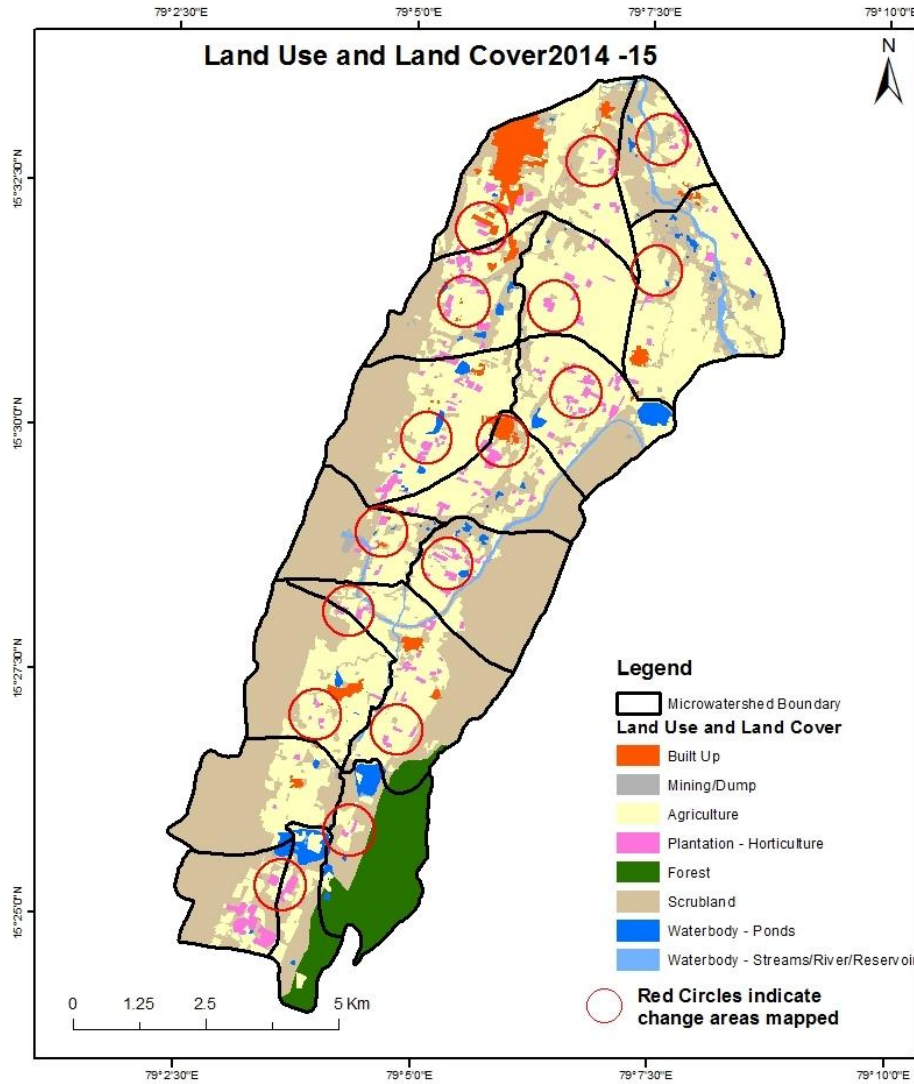 79°2'30"E 79°5'0"E 79°7'30"E 79°10'0"E
Land Use and Land Cover2014 -15
N
15°32'30"N
15°30'0"N
15°27'30"N
15°25'0"N
Legend
Microwatershed Boundary
Land Use and Land Cover
Built Up
Mining/Dump
Agriculture
Plantation - Horticulture
Forest
Scrubland
Waterbody - Ponds
Waterbody - Streams/River/Reservoir
Red Circles indicate
change areas mapped
0 1.25 2.5 5 Km
79°2'30"E 79°5'0"E 79°7'30"E 79°10'0"E